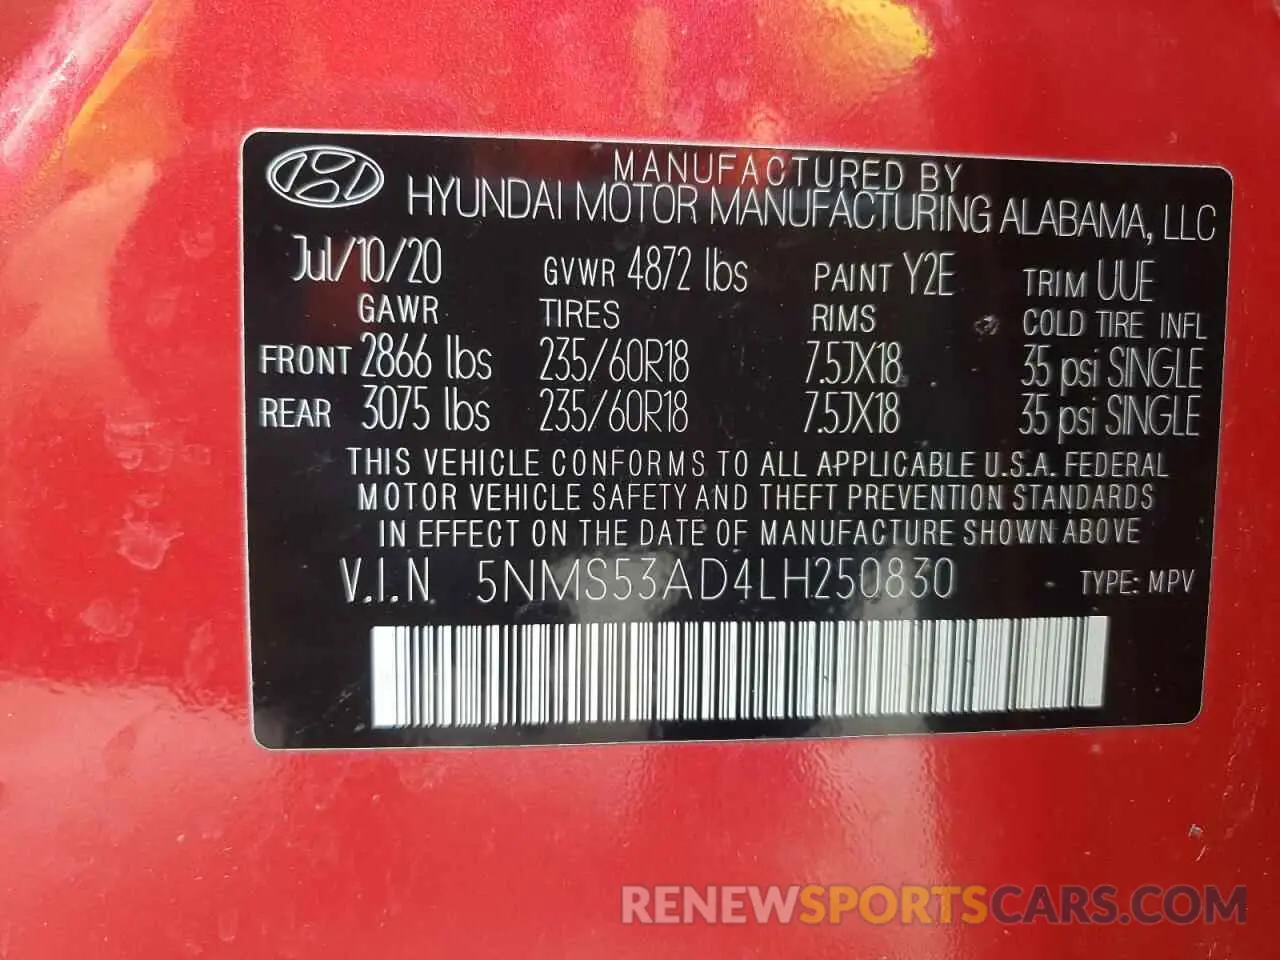 MANUFACTURED BY
HYUNDAI MOTOR MANUFACTURING ALABAMA, LLC
Jul/10/20 GVWR 4872 lbs PAINT Y2E TRIM UUE
GAWR TIRES RIMS COLD TIRE INFL
FRONT 2866 lbs 235/60R18 7.5JX18 35 psi SINGLE
REAR 3075 lbs 235/60R18 7.5JX18 35 psi SINGLE
THIS VEHICLE CONFORMS TO ALL APPLICABLE U.S.A. FEDERAL
MOTOR VEHICLE SAFETY AND THEFT PREVENTION STANDARDS
IN EFFECT ON THE DATE OF MANUFACTURE SHOWN ABOVE
V.I.N. 5NMS53AD4LH250830 TYPE: MPV
RENEWSPORTSCARS.COM